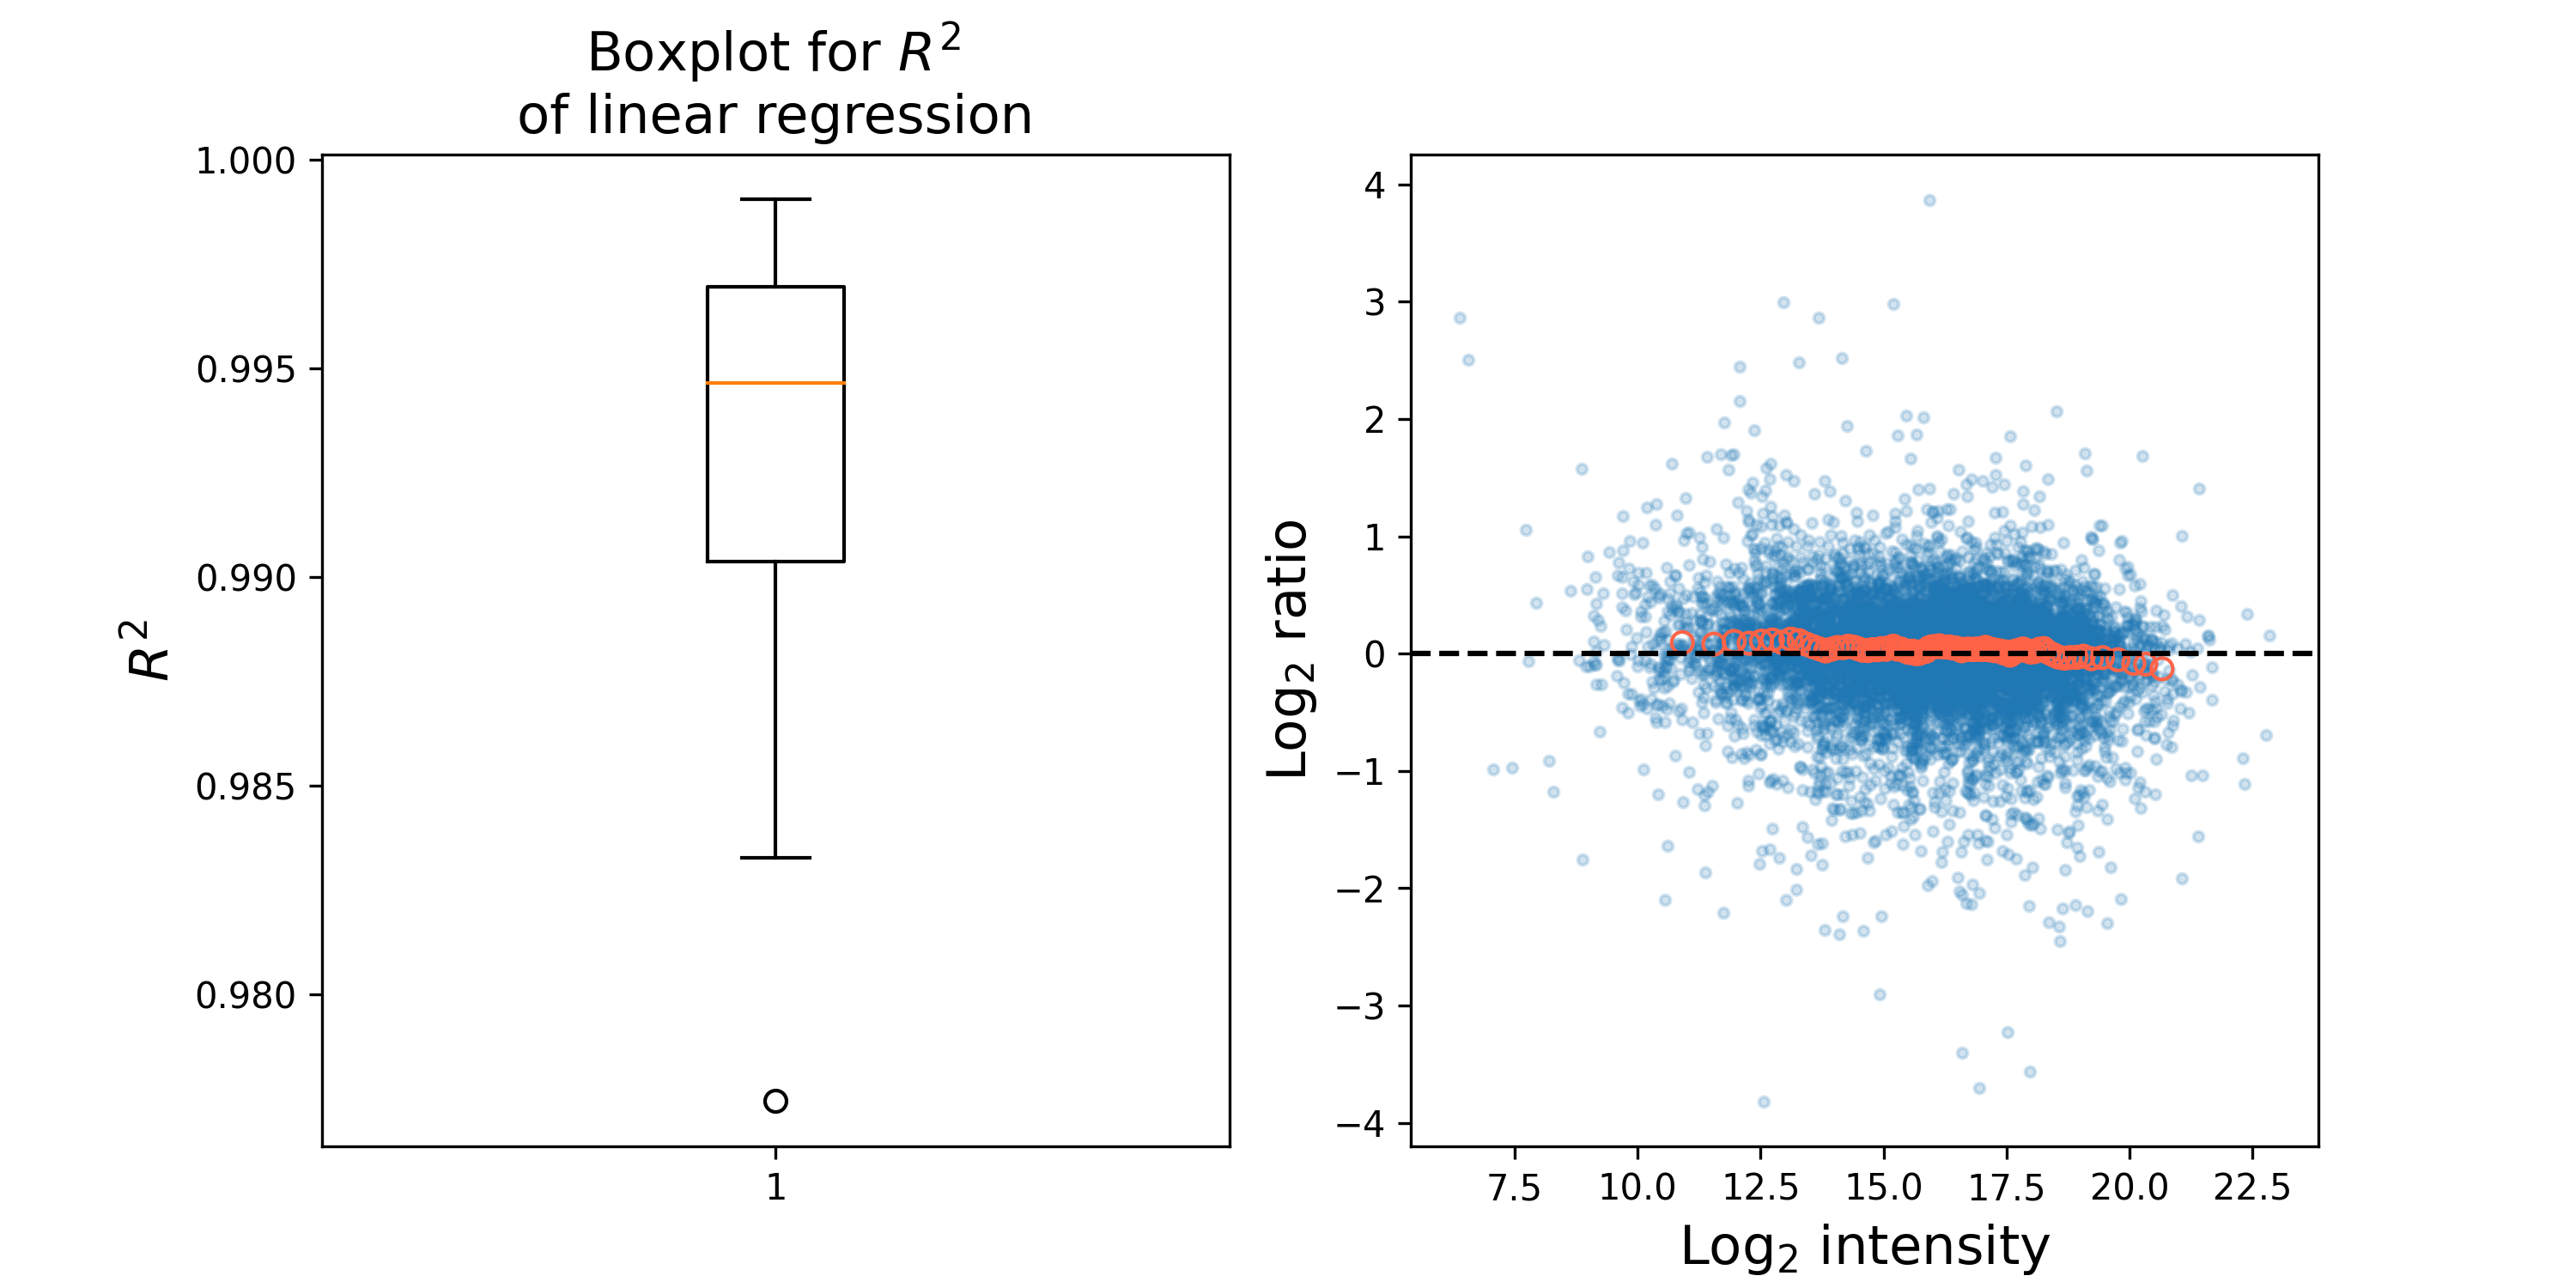 Boxplot for R²
of linear regression
1.000
0.995
0.990
0.985
0.980
R²
1
4
3
2
1
0
−1
−2
−3
−4
Log₂ ratio
7.5 10.0 12.5 15.0 17.5 20.0 22.5
Log₂ intensity